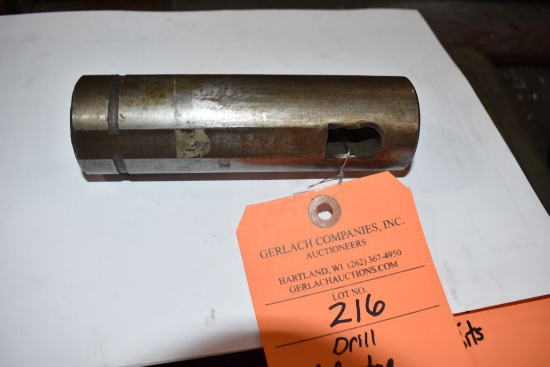 GERLACH COMPANIES, INC.
AUCTIONEERS
HARTLAND, WI (262) 367-4950
GERLACHAUCTIONS.COM
LOT NO.
216
Drill